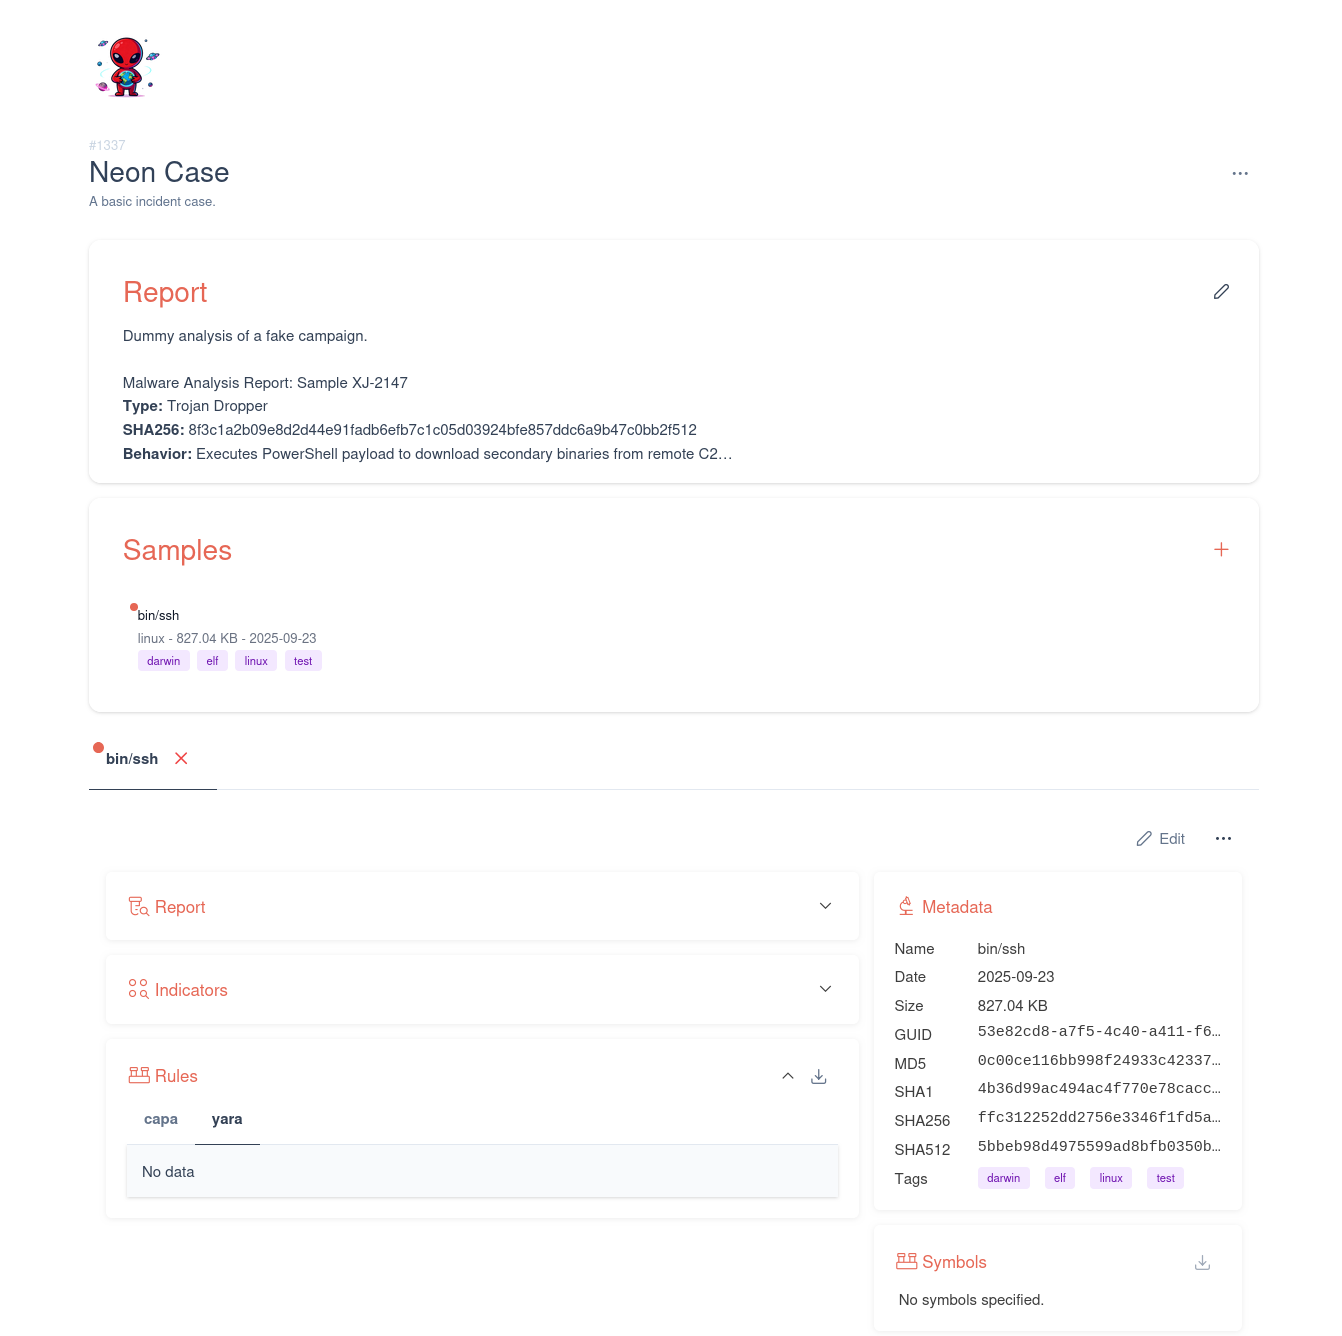 #1337
Neon Case
A basic incident case.
Report
Dummy analysis of a fake campaign.
Malware Analysis Report: Sample XJ-2147
Type: Trojan Dropper
SHA256: 8f3c1a2b09e8d2d44e91fadb6efb7c1c05d03924bfe857ddc6a9b47c0bb2f512
Behavior: Executes PowerShell payload to download secondary binaries from remote C2…
Samples
bin/ssh
linux - 827.04 KB - 2025-09-23
darwin elf linux test
bin/ssh
Edit
Report
Indicators
Rules
capa yara
No data
Metadata
Name bin/ssh
Date 2025-09-23
Size 827.04 KB
GUID 53e82cd8-a7f5-4c40-a411-f6…
MD5 0c00ce116bb998f24933c42337…
SHA1 4b36d99ac494ac4f770e78cacc…
SHA256 ffc312252dd2756e3346f1fd5a…
SHA512 5bbeb98d4975599ad8bfb0350b…
Tags darwin elf linux test
Symbols
No symbols specified.